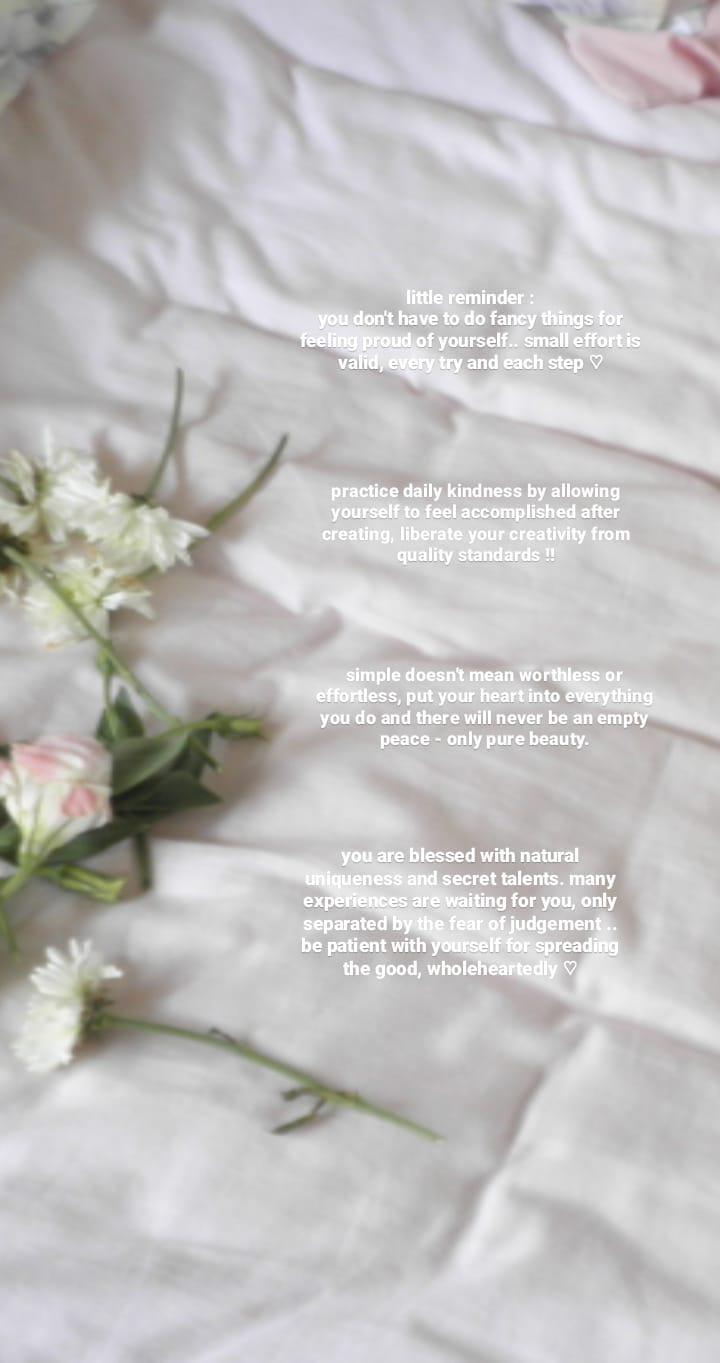 little reminder :
you don't have to do fancy things for
feeling proud of yourself.. small effort is
valid, every try and each step ♡
practice daily kindness by allowing
yourself to feel accomplished after
creating, liberate your creativity from
quality standards !!
simple doesn't mean worthless or
effortless, put your heart into everything
you do and there will never be an empty
peace - only pure beauty.
you are blessed with natural
uniqueness and secret talents. many
experiences are waiting for you, only
separated by the fear of judgement ..
be patient with yourself for spreading
the good, wholeheartedly ♡